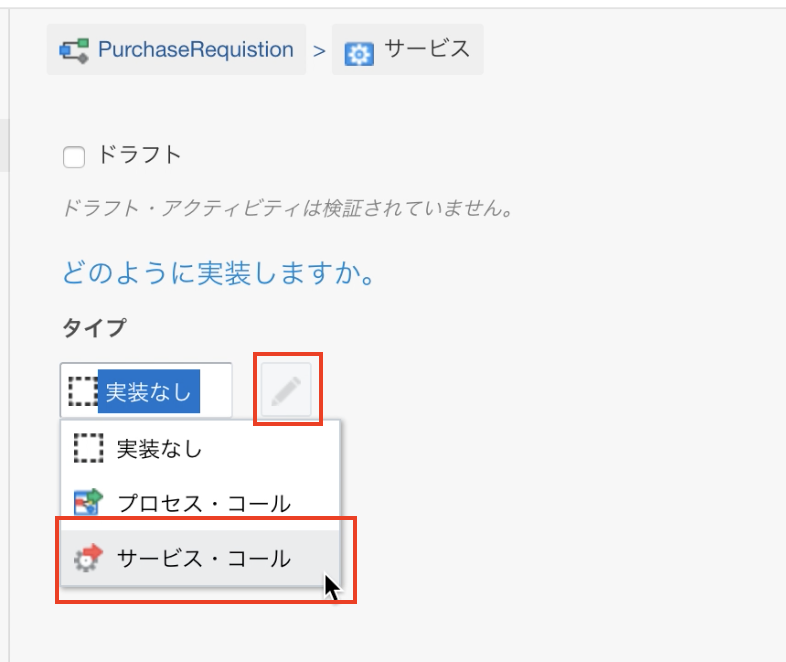 PurchaseRequistion > サービス
ドラフト
ドラフト・アクティビティは検証されていません。
どのように実装しますか。
タイプ
実装なし
実装なし
プロセス・コール
サービス・コール